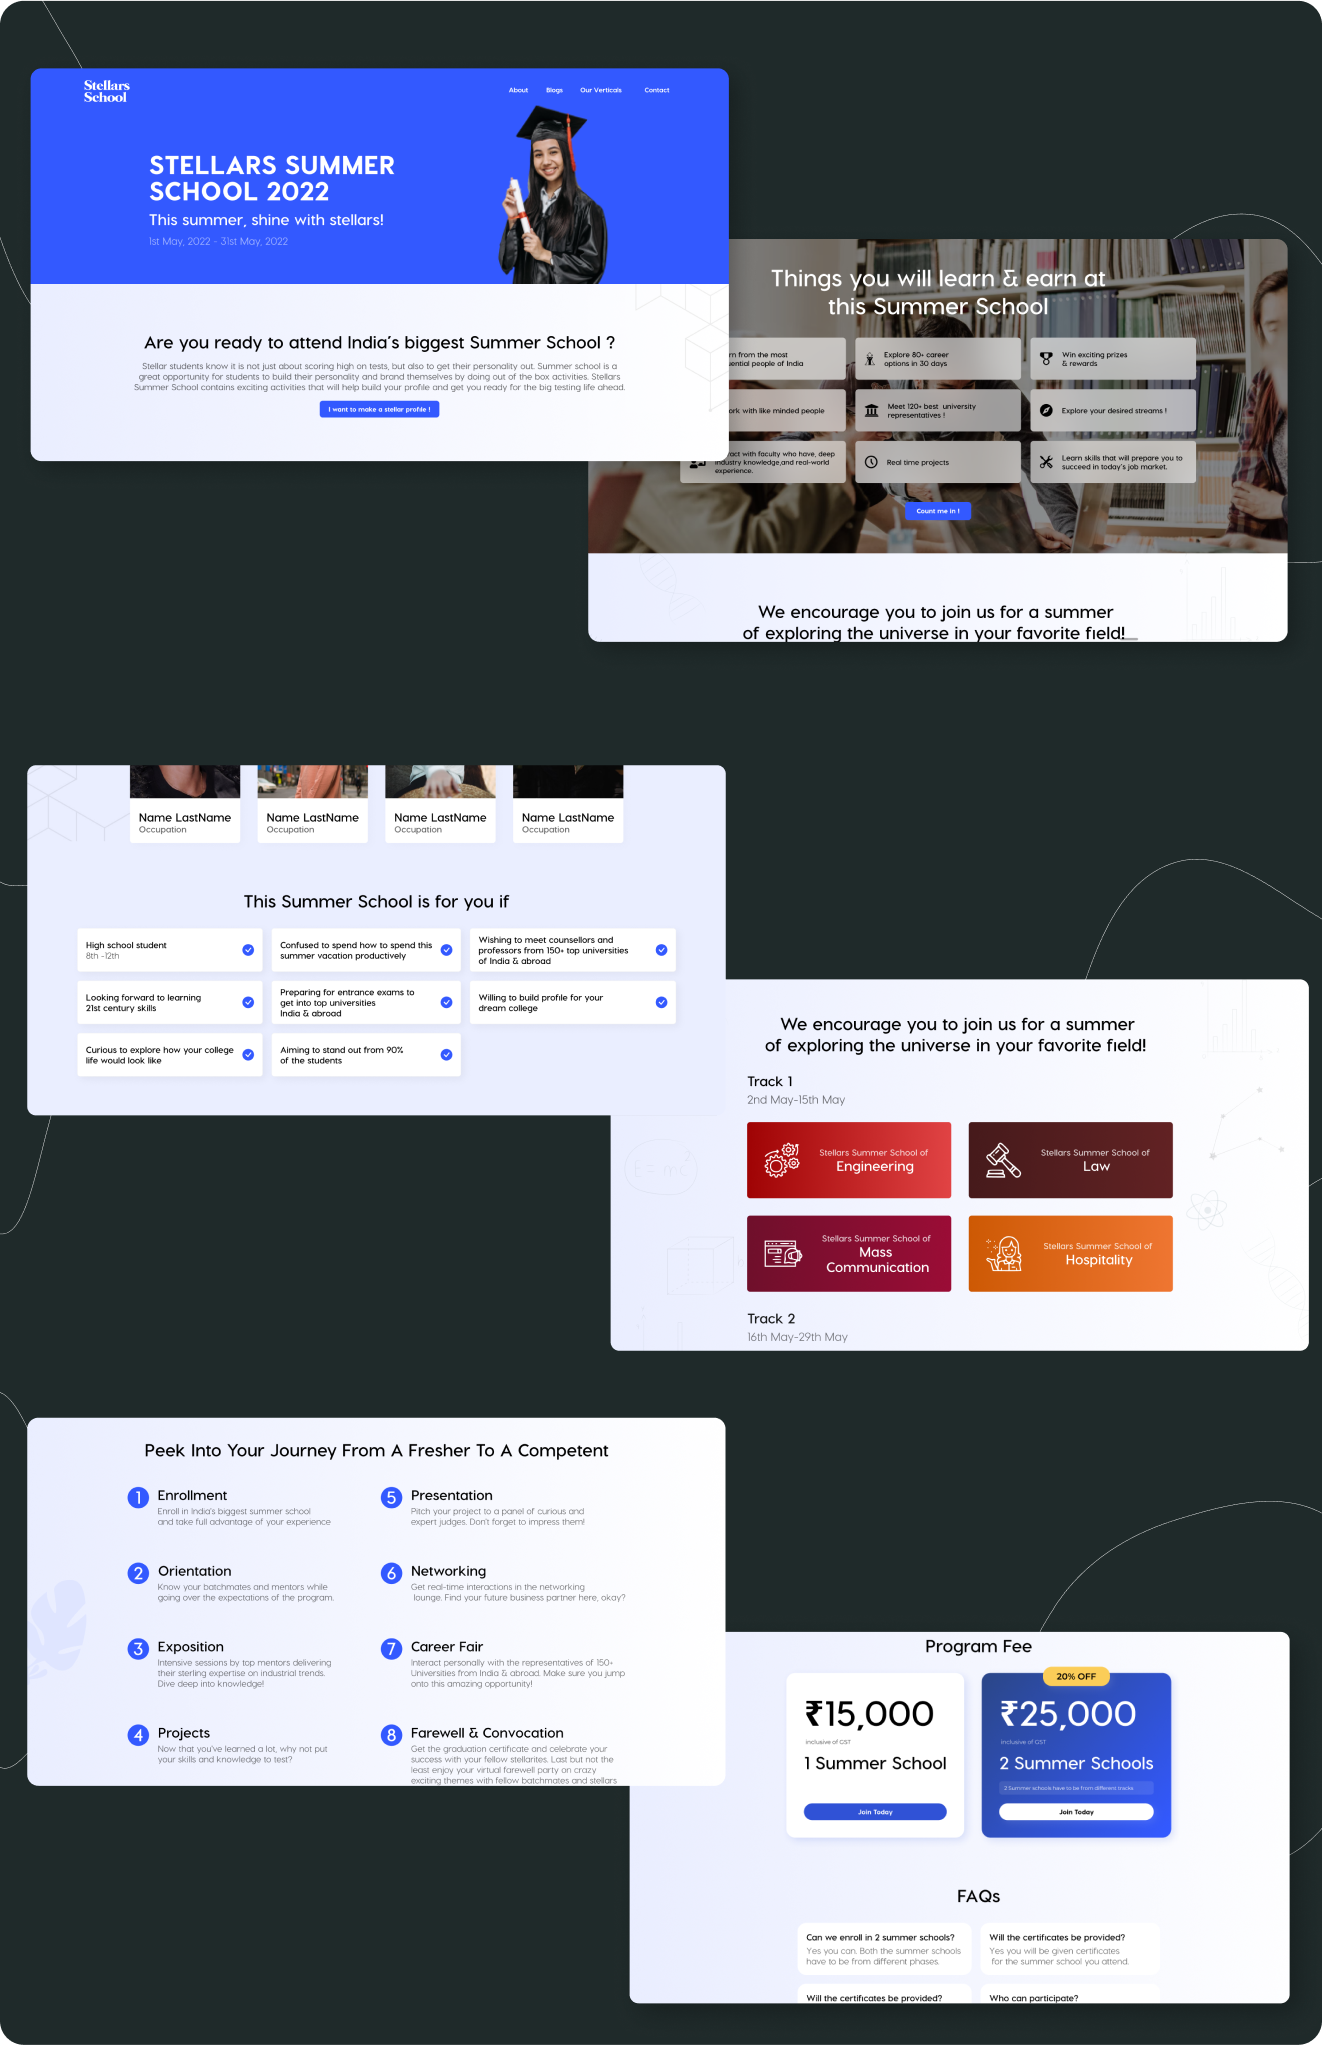 Stellars
School
About Blogs Our Verticals Contact
STELLARS SUMMER
SCHOOL 2022
This summer, shine with stellars!
1st May, 2022 - 31st May, 2022
Are you ready to attend India's biggest Summer School ?
Stellar students know it is not just about scoring high on tests, but also to get their personality out. Summer school is a
great opportunity for students to build their personality and brand themselves by doing out of the box activities. Stellars
Summer School contains exciting activities that will help build your profile and get you ready for the big testing life ahead.
I want to make a stellar profile !
Things you will learn & earn at
this Summer School
from the most
people of India
Explore 80+ career
options in 30 days
Win exciting prizes
& rewards
with like minded people
Meet 120+ best university
representatives !
Explore your desired streams !
with faculty who have, deep
industry knowledge,and real-world
experience.
Real time projects
Learn skills that will prepare you to
succeed in today's job market.
Count me in !
We encourage you to join us for a summer
of exploring the universe in your favorite field!
Name LastName
Occupation
Name LastName
Occupation
Name LastName
Occupation
Name LastName
Occupation
This Summer School is for you if
High school student
8th -12th
Confused to spend how to spend this
summer vacation productively
Wishing to meet counsellors and
professors from 150+ top universities
of India & abroad
Looking forward to learning
21st century skills
Preparing for entrance exams to
get into top universities
India & abroad
Willing to build profile for your
dream college
Curious to explore how your college
life would look like
Aiming to stand out from 90%
of the students
We encourage you to join us for a summer
of exploring the universe in your favorite field!
Track 1
2nd May-15th May
Stellars Summer School of
Engineering
Stellars Summer School of
Law
Stellars Summer School of
Mass
Communication
Stellars Summer School of
Hospitality
Track 2
16th May-29th May
E=mc2
Peek Into Your Journey From A Fresher To A Competent
1 Enrollment
Enroll in India's biggest summer school
and take full advantage of your experience
2 Orientation
Know your batchmates and mentors while
going over the expectations of the program.
3 Exposition
Intensive sessions by top mentors delivering
their sterling expertise on industrial trends.
Dive deep into knowledge!
4 Projects
Now that you've learned a lot, why not put
your skills and knowledge to test?
5 Presentation
Pitch your project to a panel of curious and
expert judges. Don't forget to impress them!
6 Networking
Get real-time interactions in the networking
lounge. Find your future business partner here, okay?
7 Career Fair
Interact personally with the representatives of 150+
Universities from India & abroad. Make sure you jump
onto this amazing opportunity!
8 Farewell & Convocation
Get the graduation certificate and celebrate your
success with your fellow stellarites. Last but not the
least enjoy your virtual farewell party on crazy
exciting themes with fellow batchmates and stellars
Program Fee
₹15,000
inclusive of GST
1 Summer School
Join Today
20% OFF
₹25,000
inclusive of GST
2 Summer Schools
2 Summer schools have to be from different tracks
Join Today
FAQs
Can we enroll in 2 summer schools?
Yes you can. Both the summer schools
have to be from different phases.
Will the certificates be provided?
Yes you will be given certificates
for the summer school you attend.
Will the certificates be provided?
Who can participate?